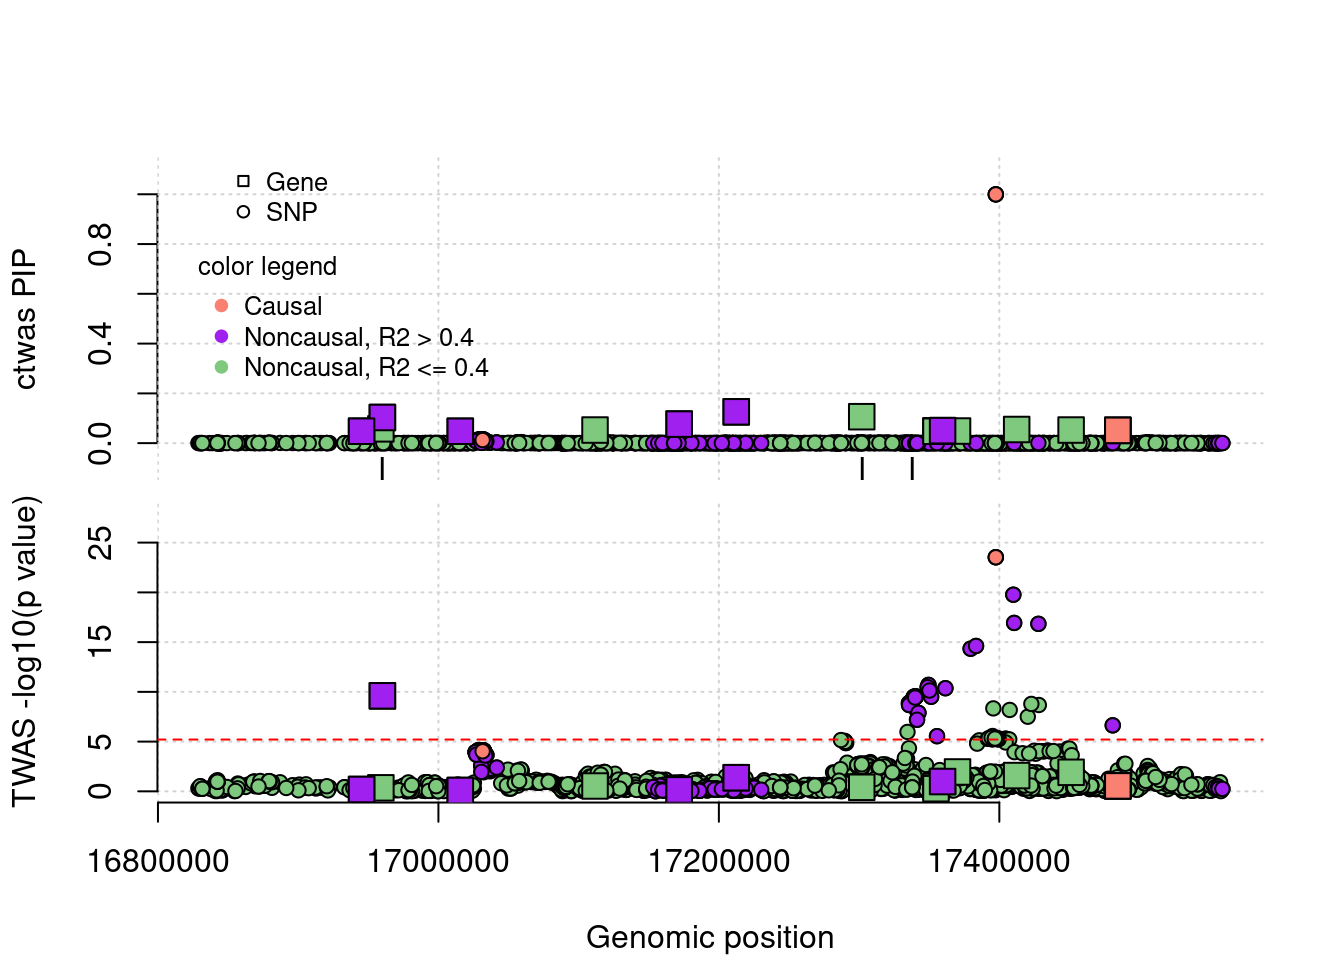 Gene
SNP
color legend
Causal
Noncausal, R2 > 0.4
Noncausal, R2 <= 0.4
ctwas PIP
0.8
0.4
0.0
TWAS -log10(p value)
25
15
5
0
16800000 17000000 17200000 17400000
Genomic position